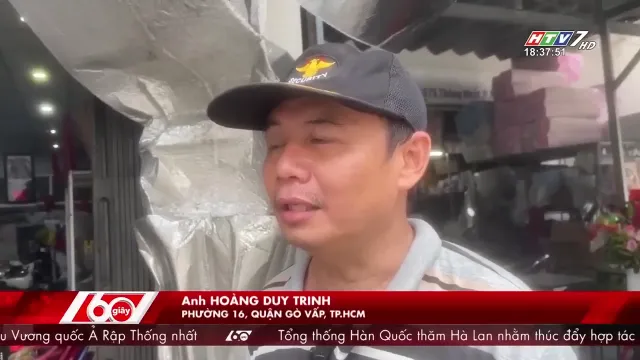 HTV7 HD
18:37:51
SECURITY
60 giây
Anh HOÀNG DUY TRINH
PHƯỜNG 16, QUẬN GÒ VẤP, TP.HCM
u Vương quốc Ả Rập Thống nhất 60 Tổng thống Hàn Quốc thăm Hà Lan nhằm thúc đẩy hợp tác